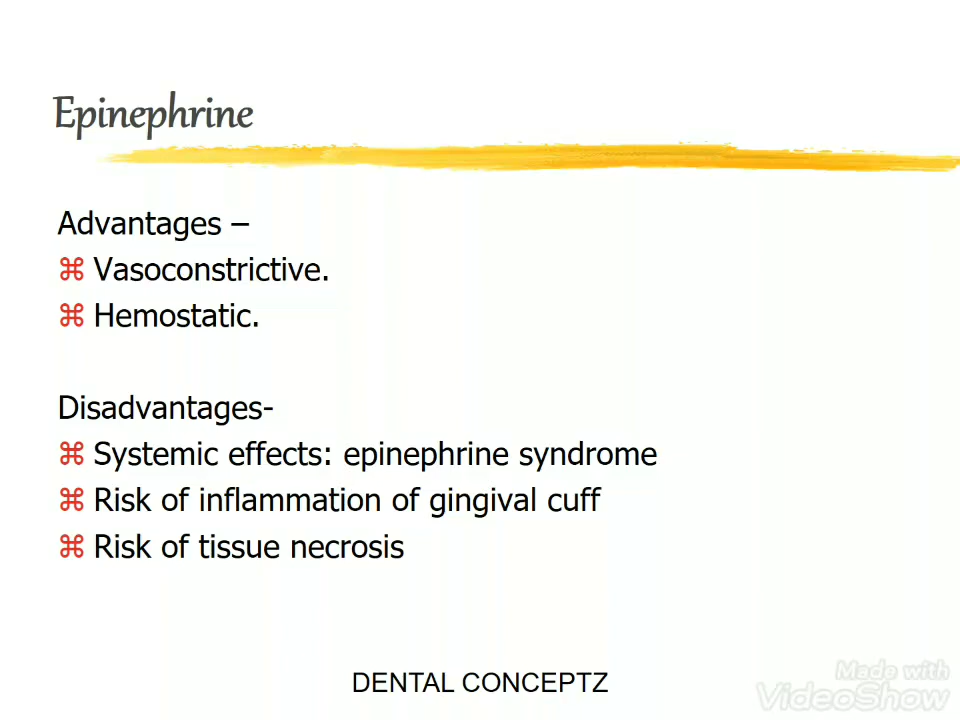 Epinephrine
Advantages –
⌘ Vasoconstrictive.
⌘ Hemostatic.
Disadvantages-
⌘ Systemic effects: epinephrine syndrome
⌘ Risk of inflammation of gingival cuff
⌘ Risk of tissue necrosis
DENTAL CONCEPTZ
Made with
VideoShow